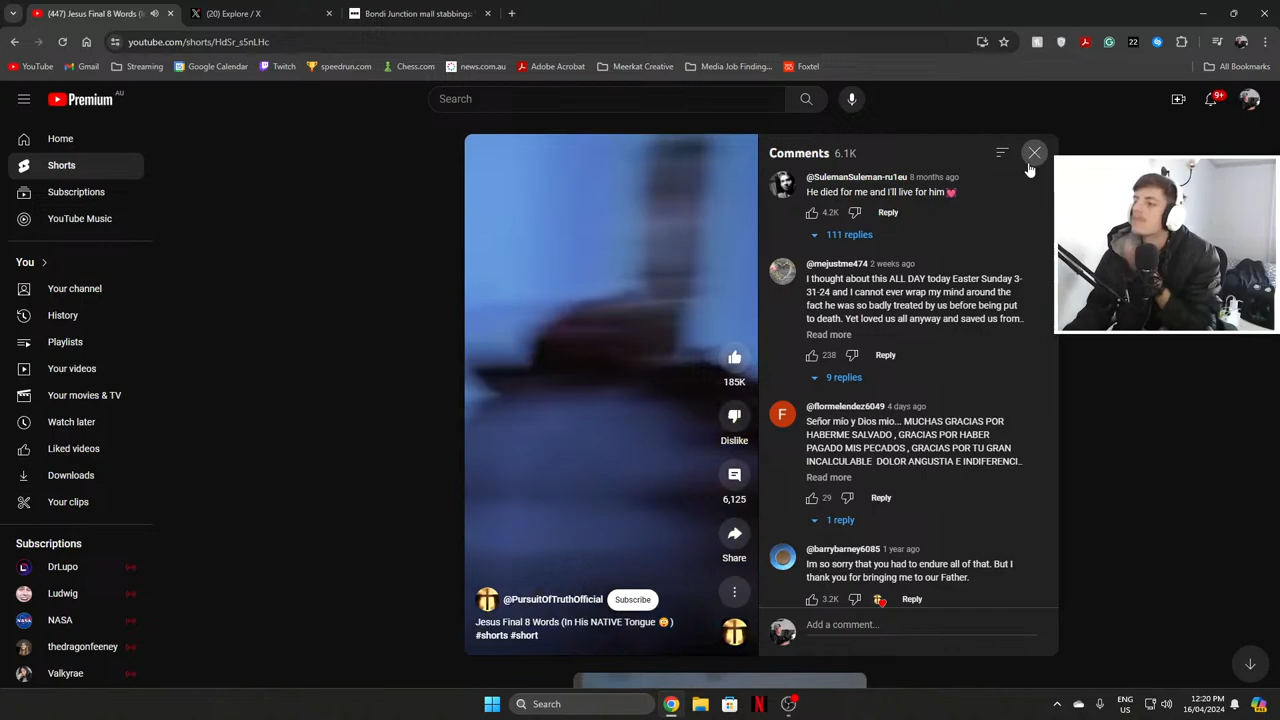 (447) Jesus Final 8 Words (I
(20) Explore / X
Bondi Junction mall stabbings:
youtube.com/shorts/HdSr_s5nLHc
YouTube
Gmail
Streaming
Google Calendar
Twitch
speedrun.com
Chess.com
news.com.au
Adobe Acrobat
Meerkat Creative
Media Job Finding...
Foxtel
All Bookmarks
22
Premium
AU
Search
9+
Home
Shorts
Subscriptions
YouTube Music
You
Your channel
History
Playlists
Your videos
Your movies & TV
Watch later
Liked videos
Downloads
Your clips
Subscriptions
DrLupo
Ludwig
NASA
thedragonfeeney
Valkyrae
185K
Dislike
6,125
Share
@PursuitOfTruthOfficial
Subscribe
Jesus Final 8 Words (In His NATIVE Tongue 😨)
#shorts #short
Comments 6.1K
@SulemanSuleman-ru1eu 8 months ago
He died for me and I'll live for him💓
4.2K Reply
111 replies
@mejustme474 2 weeks ago
I thought about this ALL DAY today Easter Sunday 3-
31-24 and I cannot ever wrap my mind around the
fact he was so badly treated by us before being put
to death. Yet loved us all anyway and saved us from..
Read more
238 Reply
9 replies
@flormelendez6049 4 days ago
F
Señor mío y Dios mio... MUCHAS GRACIAS POR
HABERME SALVADO , GRACIAS POR HABER
PAGADO MIS PECADOS , GRACIAS POR TU GRAN
INCALCULABLE DOLOR ANGUSTIA E INDIFERENCI..
Read more
29 Reply
1 reply
@barrybarney6085 1 year ago
Im so sorry that you had to endure all of that. But I
thank you for bringing me to our Father.
3.2K Reply
Add a comment...
Search
ENG
US
12:20 PM
16/04/2024